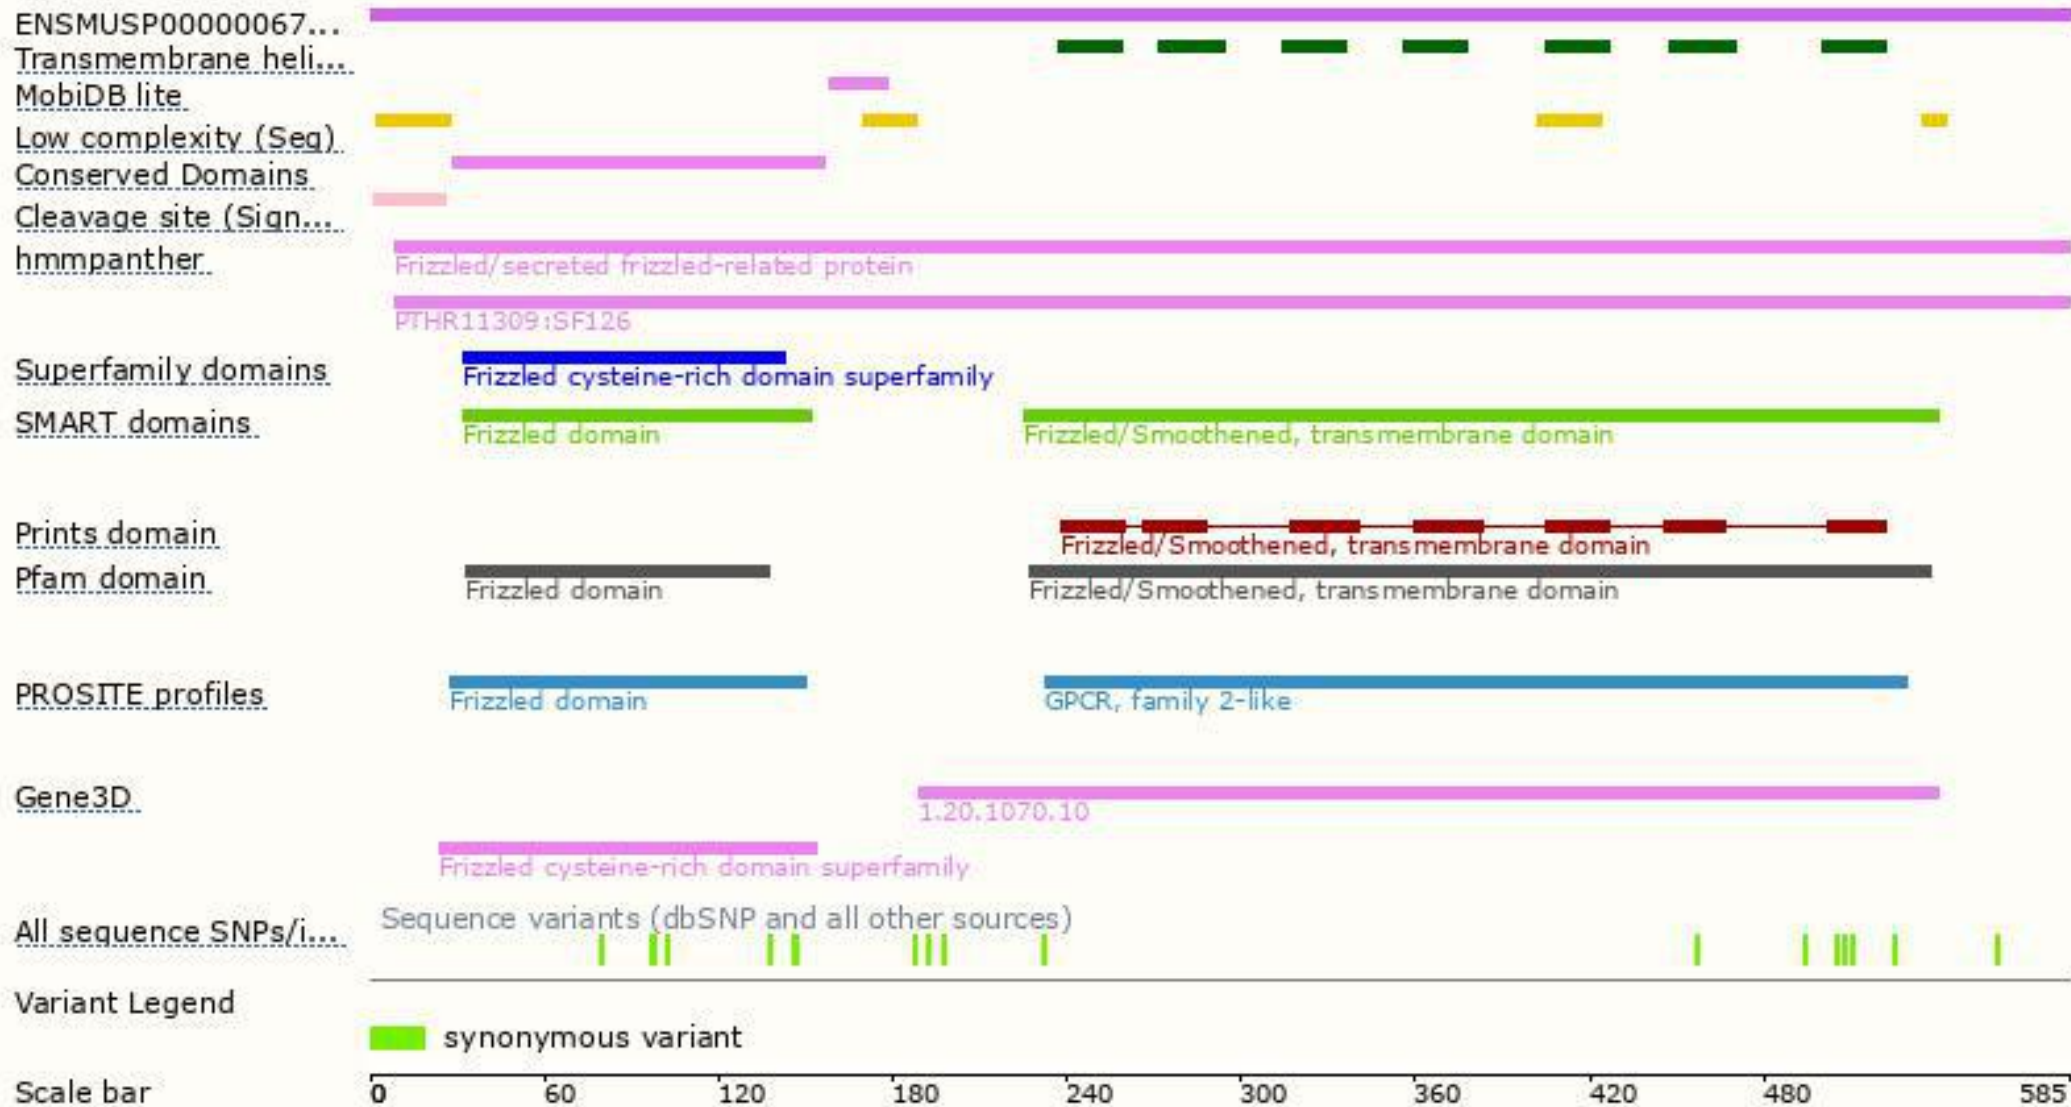 ENSMUSP00000067...
Transmembrane heli...
MobiDB lite
Low complexity (Seg)
Conserved Domains
Cleavage site (Sign...
hmmpanther
Frizzled/secreted frizzled-related protein
PTHR11309:SF126
Superfamily domains
Frizzled cysteine-rich domain superfamily
SMART domains
Frizzled domain
Frizzled/Smoothened, transmembrane domain
Prints domain
Frizzled/Smoothened, transmembrane domain
Pfam domain
Frizzled domain
Frizzled/Smoothened, transmembrane domain
PROSITE profiles
Frizzled domain
GPCR, family 2-like
Gene3D
1.20.1070.10
Frizzled cysteine-rich domain superfamily
All sequence SNPs/i...
Sequence variants (dbSNP and all other sources)
Variant Legend
synonymous variant
Scale bar
0 60 120 180 240 300 360 420 480 585